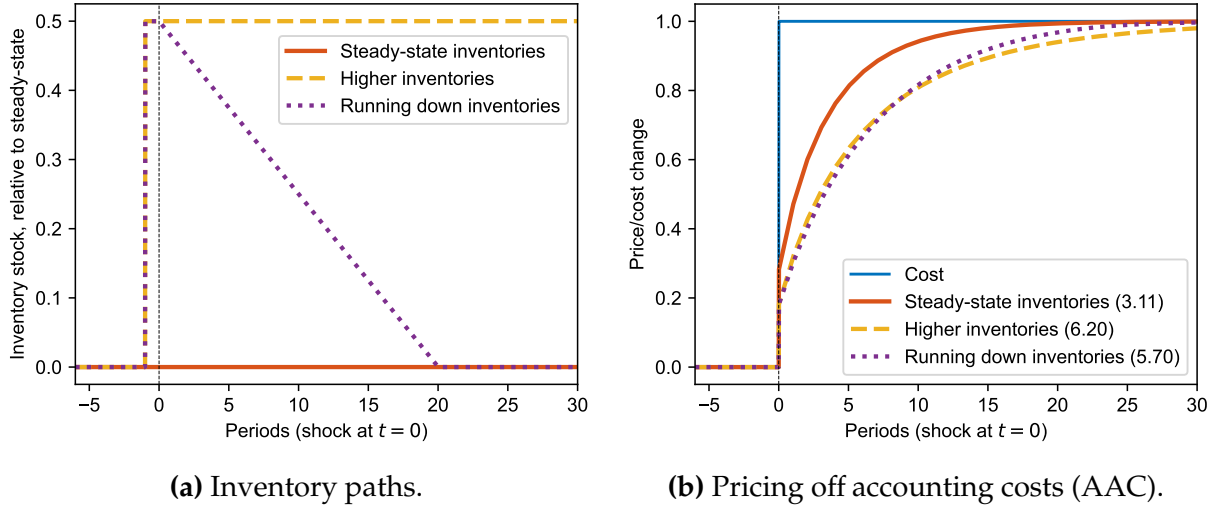 Inventory stock, relative to steady-state
0.5
0.4
0.3
0.2
0.1
0.0
Steady-state inventories
Higher inventories
Running down inventories
−5 0 5 10 15 20 25 30
Periods (shock at t = 0)
(a) Inventory paths.
Price/cost change
1.0
0.8
0.6
0.4
0.2
0.0
Cost
Steady-state inventories (3.11)
Higher inventories (6.20)
Running down inventories (5.70)
−5 0 5 10 15 20 25 30
Periods (shock at t = 0)
(b) Pricing off accounting costs (AAC).